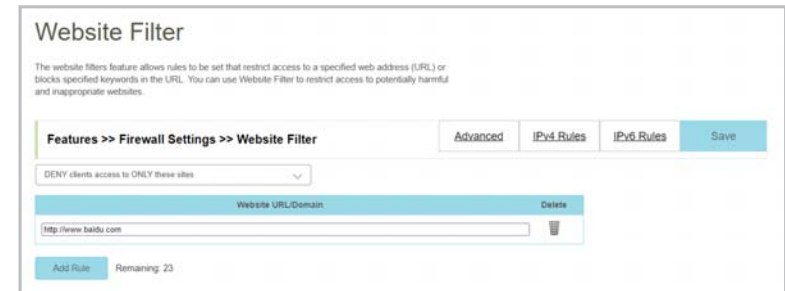 Website Filter
The website filters feature allows rules to be set that restrict access to a specified web address (URL) or
blocks specified keywords in the URL. You can use Website Filter to restrict access to potentially harmful
and inappropriate websites.
Features >> Firewall Settings >> Website Filter
Advanced
IPv4 Rules
IPv6 Rules
Save
DENY clients access to ONLY these sites
Website URL/Domain
Delete
http://www.baidu.com
Add Rule
Remaining: 23